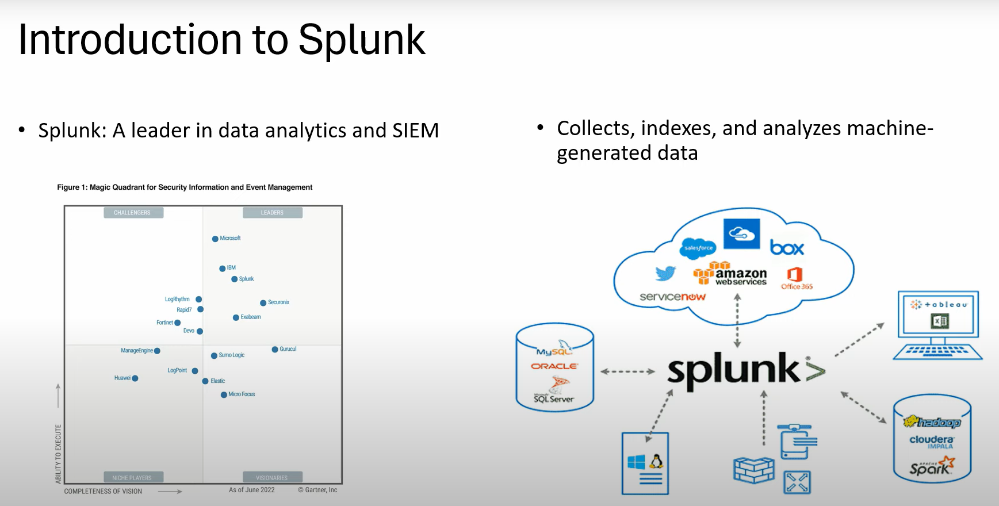 Introduction to Splunk
• Splunk: A leader in data analytics and SIEM
Figure 1: Magic Quadrant for Security Information and Event Management
CHALLENGERS
LEADERS
Microsoft
IBM
Splunk
LogRhythm
Securonix
Rapid7
Exabeam
Fortinet
Devo
ManageEngine
Gurucul
Sumo Logic
LogPoint
Huawei
Elastic
Micro Focus
NICHE PLAYERS
VISIONARIES
ABILITY TO EXECUTE
COMPLETENESS OF VISION
As of June 2022
© Gartner, Inc
• Collects, indexes, and analyzes machine-
generated data
salesforce
box
amazon
web services
Office 365
servicenow
MySQL
ORACLE
Microsoft
SQL Server
splunk>
+ableau
hadoop
cloudera
IMPALA
APACHE
Spark